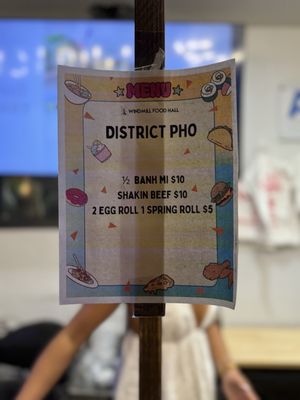 MENU
WINDMILL FOOD HALL
DISTRICT PHO
½ BANH MI $10
SHAKIN BEEF $10
2 EGG ROLL 1 SPRING ROLL $5